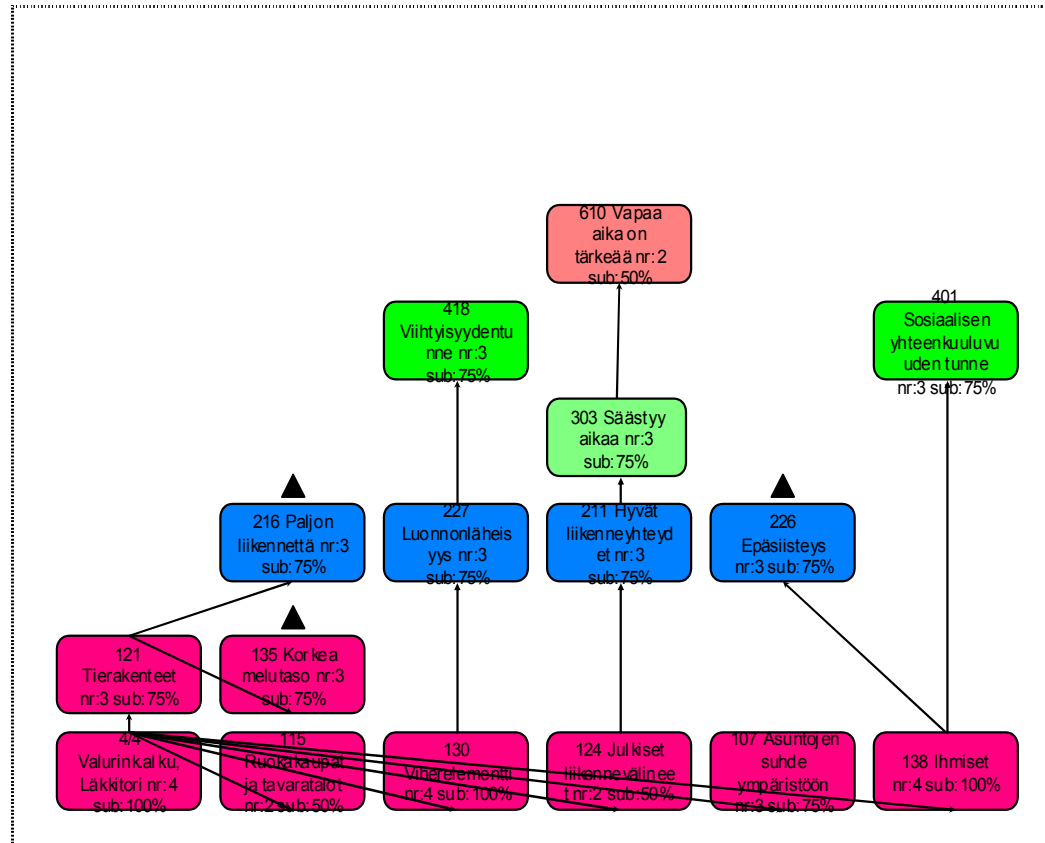 610 Vapaa
aika on
tärkeää nr: 2
sub: 50%
418
Viihtyisyydentu
nne nr:3
sub: 75%
401
Sosiaalisen
yhteenkuuluvu
uden tunne
nr:3 sub: 75%
303 Säästyy
aikaa nr:3
sub: 75%
216 Paljon
liikennettä nr:3
sub: 75%
227
Luonnonläheis
yys nr:3
sub: 75%
211 Hyvät
liikenneyhteyd
et nr: 3
sub: 75%
226
Epäsiisteys
nr:3 sub: 75%
121
Tierakenteet
nr:3 sub: 75%
135 Korkea
melutaso nr:3
sub: 75%
4/4
Valurinkalku,
Läkkitori nr: 4
sub: 100%
115
Ruokakaupat
ja tavaratalot
nr:2 sub: 50%
130
Viherelementti
nr:4 sub: 100%
124 Julkiset
liikennevälinee
t nr:2 sub: 50%
107 Asuntojen
suhde
ympäristöön
nr:3 sub: 75%
138 Ihmiset
nr:4 sub: 100%